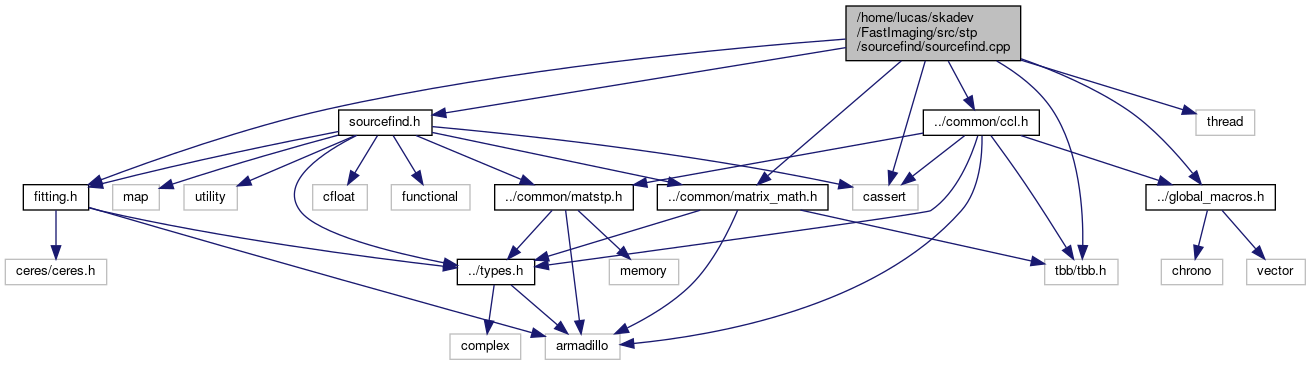 /home/lucas/skadev
/FastImaging/src/stp
/sourcefind/sourcefind.cpp
sourcefind.h
../common/ccl.h
thread
fitting.h
map
utility
cfloat
functional
../common/matstp.h
../common/matrix_math.h
cassert
../global_macros.h
ceres/ceres.h
../types.h
memory
tbb/tbb.h
chrono
vector
complex
armadillo